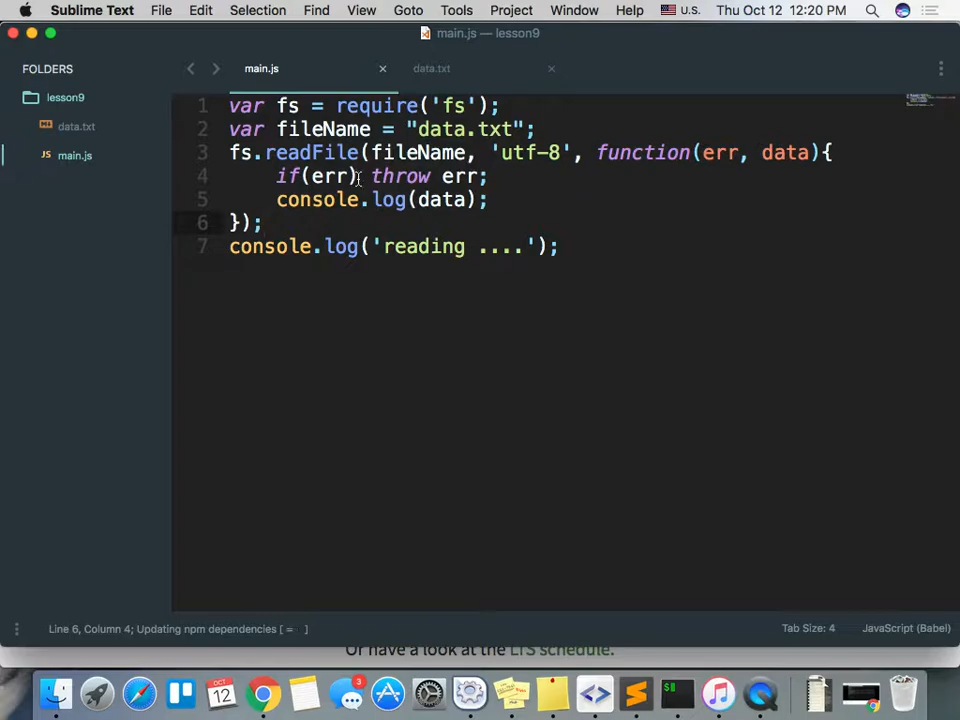 Sublime Text File Edit Selection Find View Goto Tools Project Window Help U.S. Thu Oct 12 12:20 PM
main.js — lesson9
FOLDERS
lesson9
data.txt
JS main.js
main.js × data.txt ×
1 var fs = require('fs');
2 var fileName = "data.txt";
3 fs.readFile(fileName, 'utf-8', function(err, data){
4 if(err) throw err;
5 console.log(data);
6 });
7 console.log('reading ....');
Line 6, Column 4; Updating npm dependencies [ = ]
Tab Size: 4
JavaScript (Babel)
Or have a look at the LTS schedule.
OCT
12
3
$